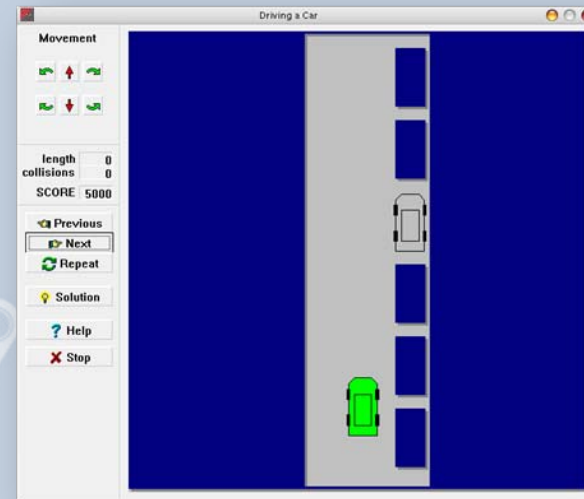 Driving a Car
Movement
length 0
collisions 0
SCORE 5000
Previous
Next
Repeat
Solution
Help
Stop